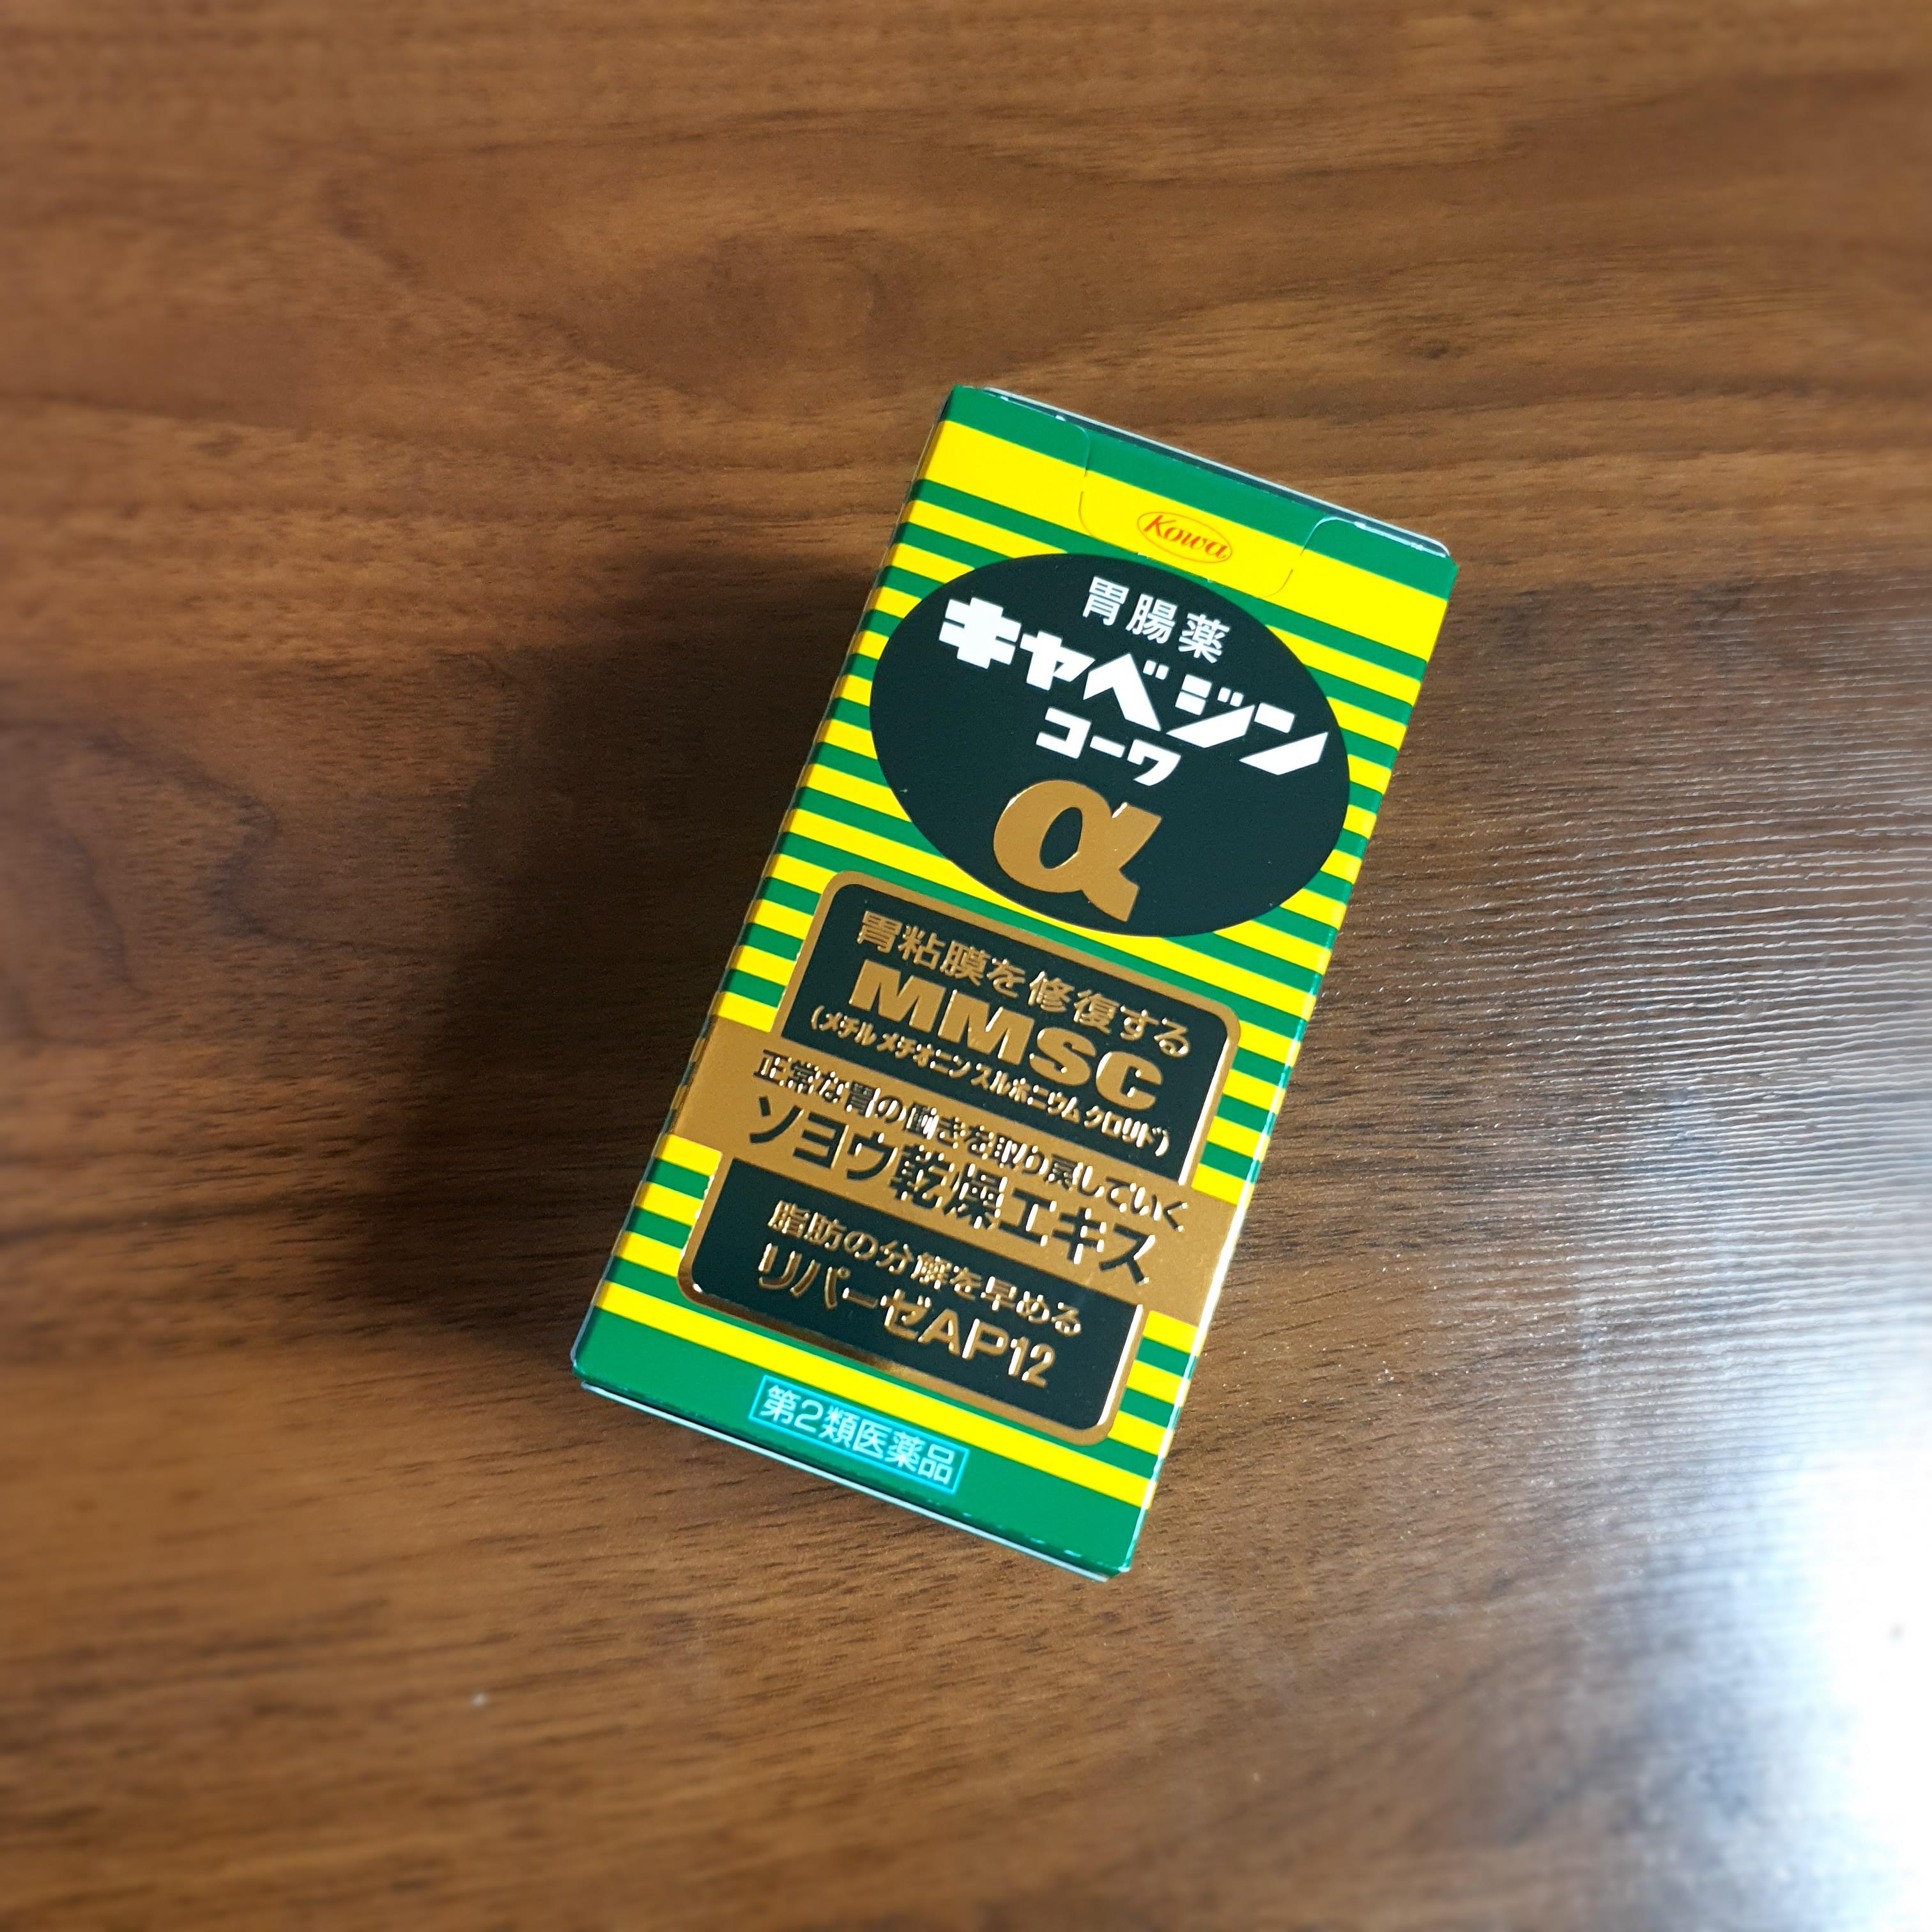 Kowa
胃腸薬
キャベジン
コーワ
α
胃粘膜を修復する
MMSC
(メチルメチオニンスルホニウムクロリド)
正常な胃の働きを取り戻していく
ソヨウ乾燥エキス
脂肪の分解を早める
リパーゼAP12
第2類医薬品